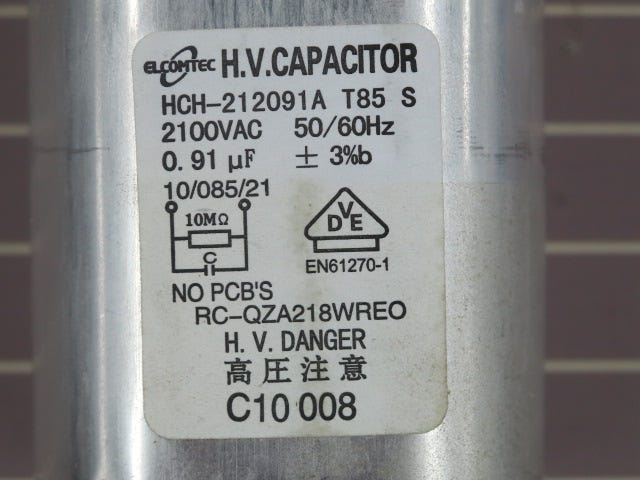 ELCOMTEC H.V.CAPACITOR
HCH-212091A T85 S
2100VAC 50/60Hz
0.91 µF ± 3%b
10/085/21
10MΩ
C
DVE
EN61270-1
NO PCB'S
RC-QZA218WREO
H.V. DANGER
高圧注意
C10 008